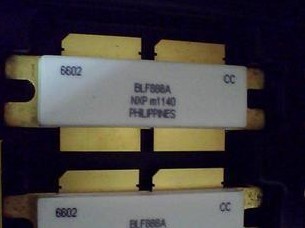 6602
CC
BLF888A
NXP m1140
PHILIPPINES
6602
CC
BLF888A